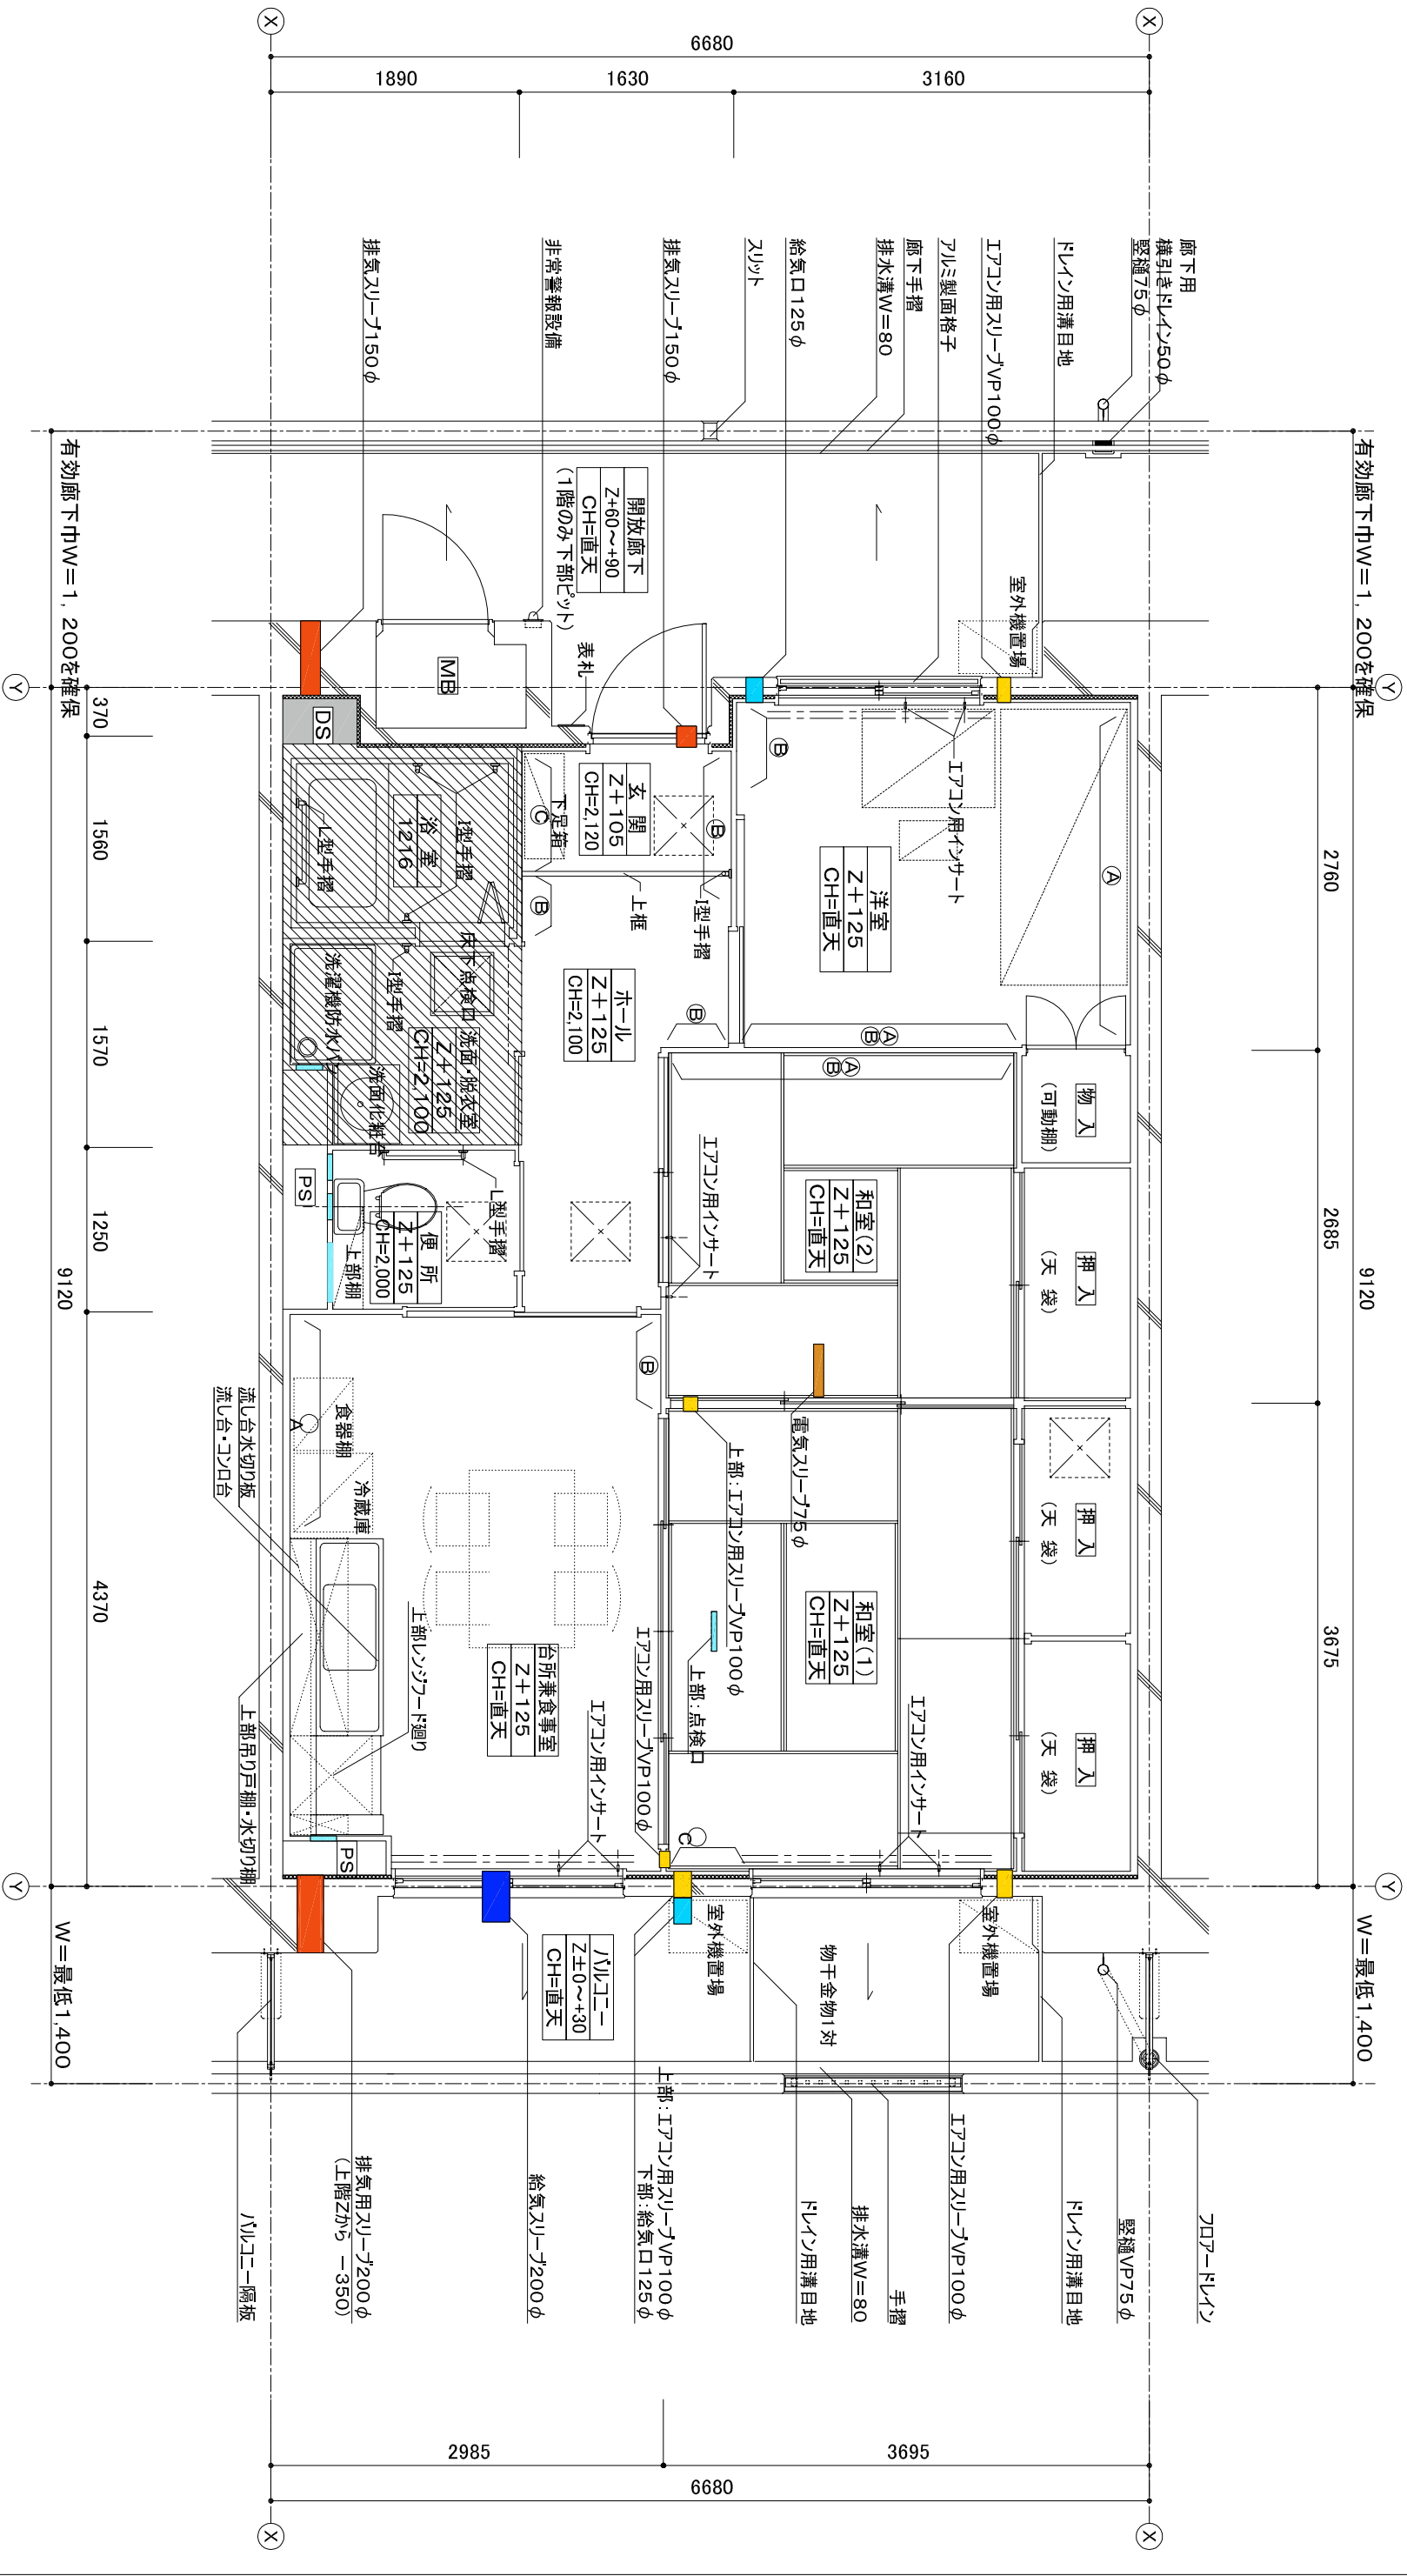 X
X
6680
1890
1630
3160
廊下用
横引きドレイン50φ
竪樋75φ
ドレイン用溝目地
エアコン用スリーブVP100φ
アルミ製面格子
廊下手摺
排水溝W=80
給気口125φ
スリット
排気スリーブ150φ
非常警報設備
排気スリーブ150φ
有効廊下巾W=1,200を確保
有効廊下巾W=1,200を確保
開放廊下
Z+60~+90
CH=直天
(1階のみ下部ピット)
室外機置場
表札
MB
Y
Y
DS
370
1560
1570
1250
4370
9120
2760
2685
3675
9120
エアコン用インサート
洋室
Z+125
CH=直天
A
B
玄関
Z+105
CH=2,120
下足箱
C
B
B
上框
I型手摺
浴室
1216
I型手摺
L型手摺
ホール
Z+125
CH=2,100
B
A
B
A
B
床下点検口
I型手摺
洗濯機防水パ
洗面・脱衣室
Z+125
CH=2,100
洗面化粧台
物入
(可動棚)
エアコン用インサート
和室(2)
Z+125
CH=直天
押入
(天袋)
PS
L型手摺
便所
Z+125
CH=2,000
上部棚
B
電気スリーブ75φ
上部:エアコン用スリーブVP100φ
押入
(天袋)
食器棚
A
冷蔵庫
流し台水切り板
流し台・コンロ台
上部レンジフード廻り
上部吊り戸棚・水切り棚
台所兼食事室
Z+125
CH=直天
エアコン用インサート
エアコン用スリーブVP100φ
上部:点検口
和室(1)
Z+125
CH=直天
エアコン用インサート
押入
(天袋)
C
PS
Y
Y
W=最低1,400
W=最低1,400
バルコニー
Z±0~+30
CH=直天
室外機置場
物干金物1対
室外機置場
フロアードレイン
竪樋VP75φ
ドレイン用溝目地
エアコン用スリーブVP100φ
手摺
排水溝W=80
ドレイン用溝目地
上部:エアコン用スリーブVP100φ
下部:給気口125φ
給気スリーブ200φ
排気用スリーブ200φ
(上階Zから -350)
バルコニー隔板
2985
3695
6680
X
X